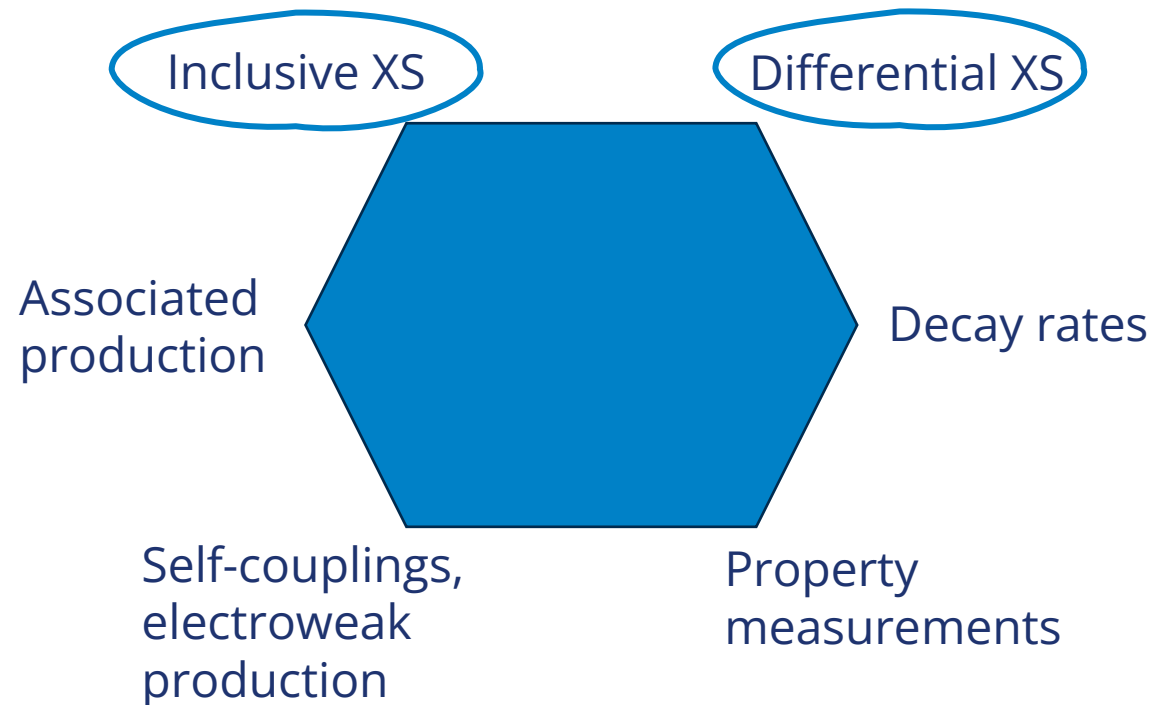 Inclusive XS
Differential XS
Associated
production
Decay rates
Self-couplings,
electroweak
production
Property
measurements